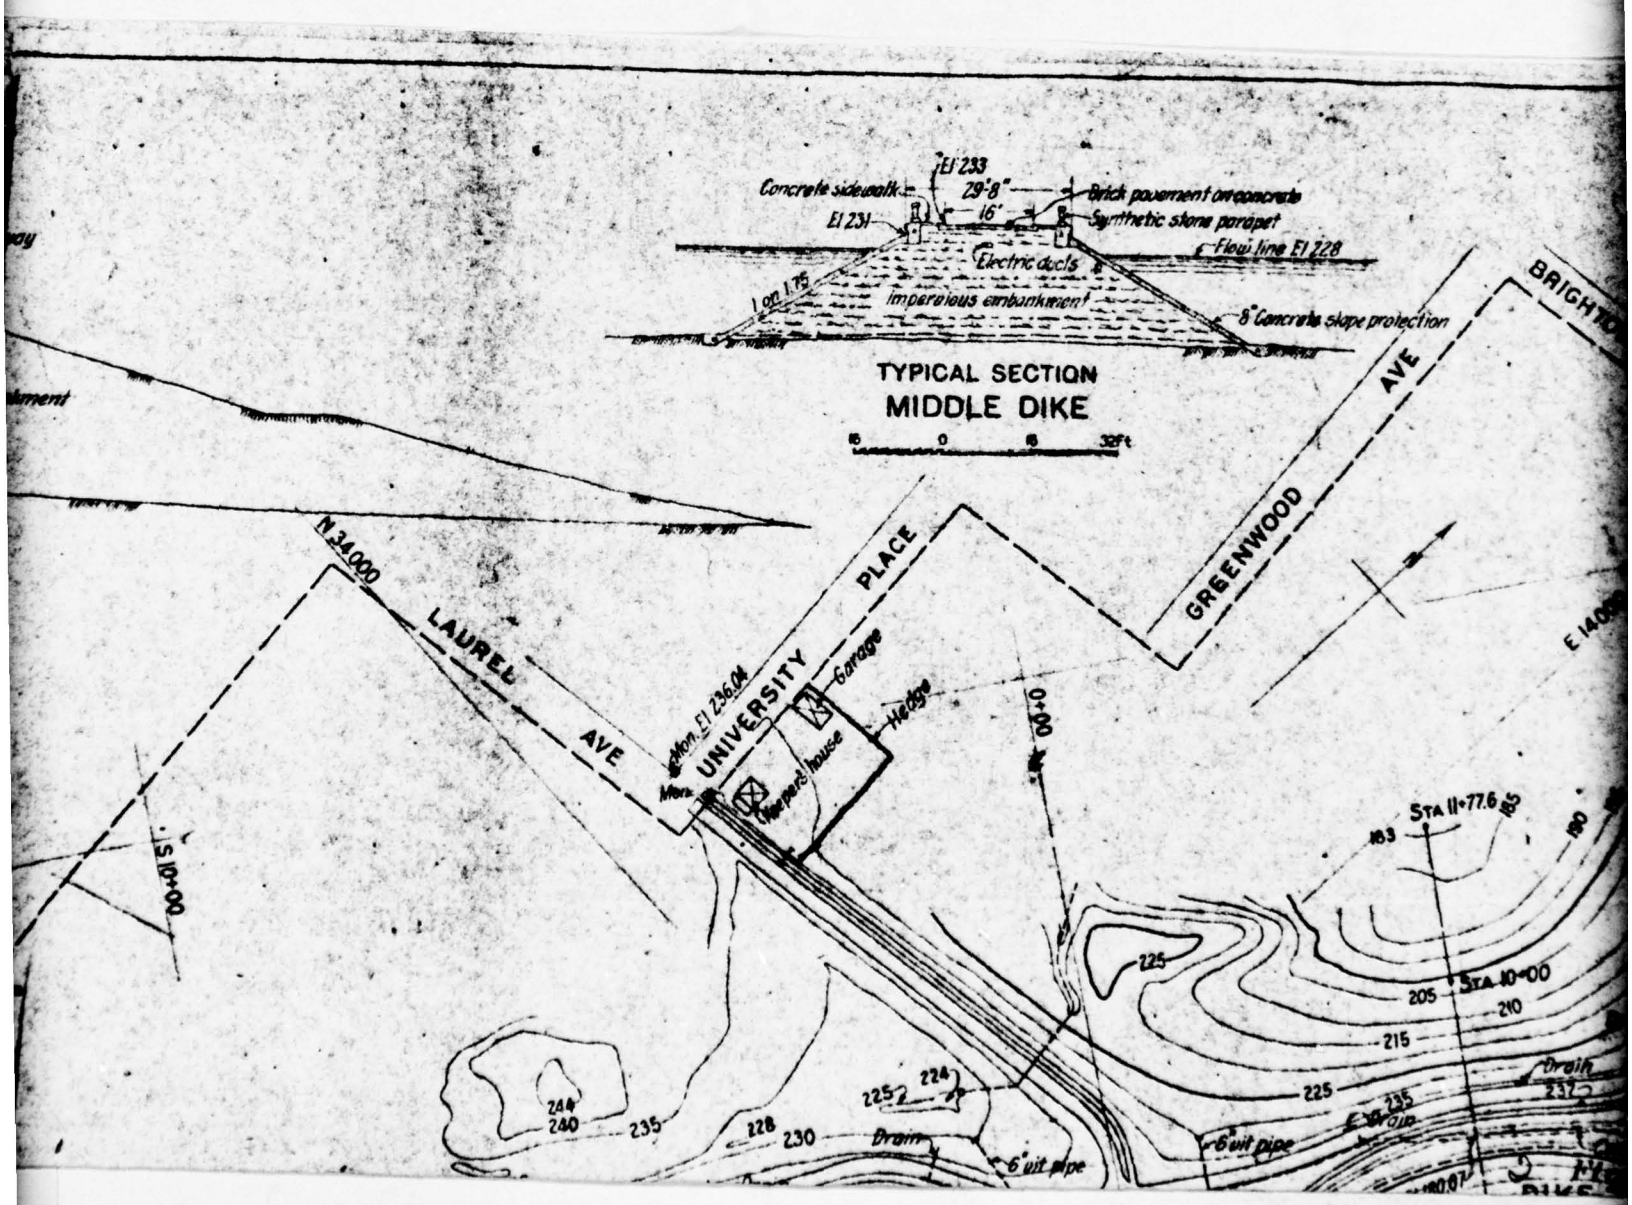 El 233
Concrete sidewalk
29'-8"
Brick pavement on concrete
16'
El 231
Synthetic stone parapet
Flow line El 228
Electric ducts
1 on 1.75
Impervious embankment
8" Concrete slope protection
TYPICAL SECTION
MIDDLE DIKE
16 0 16 32Ft
AVE
GREENWOOD
N 34000
PLACE
UNIVERSITY
LAUREL
AVE
Garage
Hedge
Mon. El 236.04
Mon.
Keeper's house
N
0+00
S 10+00
STA 11+77.6
183
185
190
225
STA 10+00
205
210
215
225
Drain
232
235
Drain
6" vit pipe
224
225
244
240
235
228
230
Drain
6" vit pipe